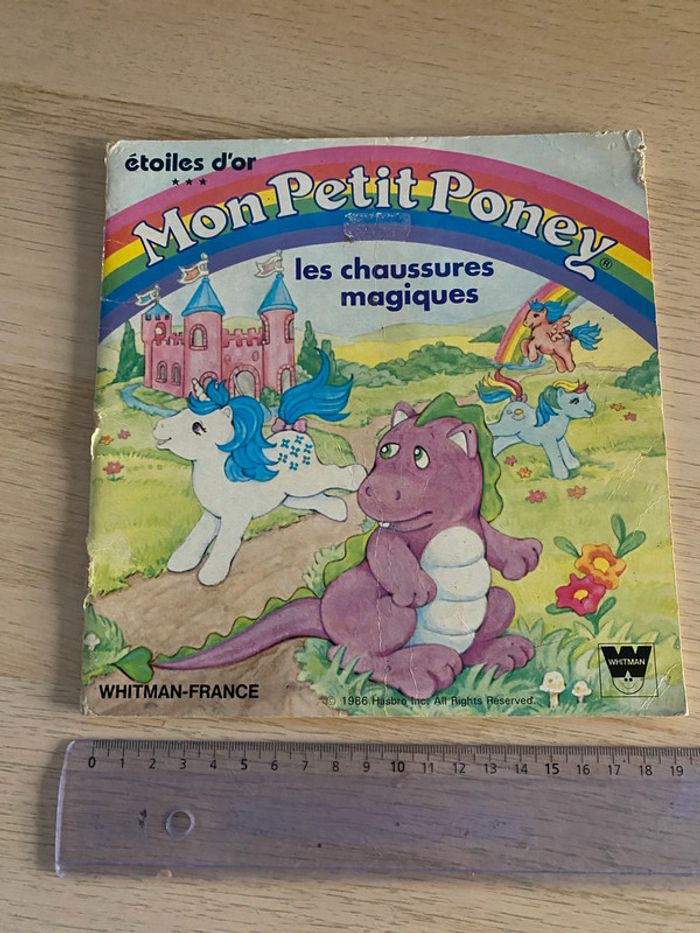 étoiles d'or
★ ★ ★
Mon Petit Poney®
les chaussures
magiques
WHITMAN
WHITMAN-FRANCE
© 1986 Hasbro Inc. All Rights Reserved.
0 1 2 3 4 5 6 7 8 9 10 11 12 13 14 15 16 17 18 19